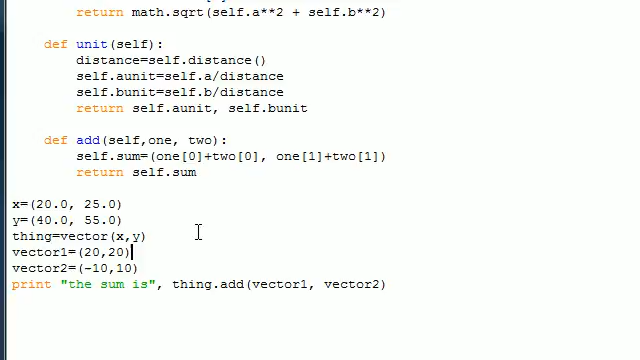 return math.sqrt(self.a**2 + self.b**2)
def unit(self):
distance=self.distance()
self.aunit=self.a/distance
self.bunit=self.b/distance
return self.aunit, self.bunit
def add(self,one, two):
self.sum=(one[0]+two[0], one[1]+two[1])
return self.sum
x=(20.0, 25.0)
y=(40.0, 55.0)
thing=vector(x,y)
vector1=(20,20)
vector2=(-10,10)
print "the sum is", thing.add(vector1, vector2)